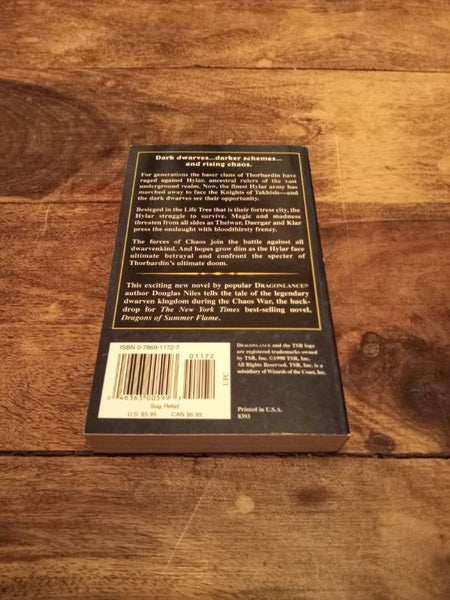 Dark dwarves...darker schemes...
and rising chaos.
For generations the baser clans of Thorbardin have
raged against Hylar, ancestral rulers of the vast
underground realm. Now, the finest Hylar army has
marched away to face the Knights of Takhisis—and
the dark dwarves see their opportunity.
Besieged in the Life Tree that is their fortress city, the
Hylar struggle to survive. Magic and madness
threaten from all sides as Theiwar, Daergar and Klar
press the onslaught with bloodthirsty frenzy.
The forces of Chaos join the battle against all
dwarvenkind. And hopes grow dim as the Hylar face
ultimate betrayal and confront the specter of
Thorbardin's ultimate doom.
This exciting new novel by popular DRAGONLANCE®
author Douglas Niles tells the tale of the legendary
dwarven kingdom during the Chaos War, the back-
drop for The New York Times best-selling novel,
Dragons of Summer Flame.
ISBN 0-7869-1172-7
01172
46363 00599 1
UPC
Sug. Retail
U.S. $5.99 CAN $6.99
DRAGONLANCE and the TSR logo
are registered trademarks owned
by TSR, Inc. ©1998 TSR, Inc.
All Rights Reserved. TSR, Inc. is a
subsidiary of Wizards of the Coast, Inc.
Printed in U.S.A.
8393